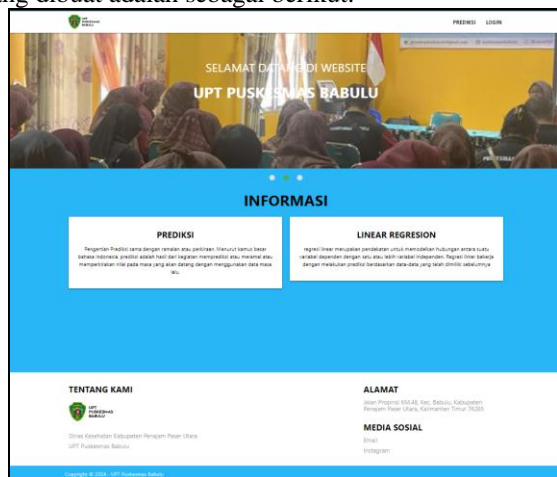 ng dibuat adalah sebagai berikut:
UPT
PUSKESMAS
BABULU
PREDIKSI LOGIN
SELAMAT DATANG DI WEBSITE
UPT PUSKESMAS BABULU
INFORMASI
PREDIKSI
Pengertian Prediksi sama dengan ramalan atau perkiraan. Menurut kamus besar
bahasa indonesia, prediksi adalah hasil dari kegiatan memprediksi atau meramal atau
memperkirakan nilai pada masa yang akan datang dengan menggunakan data masa
lalu.
LINEAR REGRESION
regresi linear merupakan pendekatan untuk memodelkan hubungan antara suatu
variabel dependen dengan satu atau lebih variabel independen. Regresi linier bekerja
dengan melakukan prediksi berdasarkan data-data yang telah dimiliki sebelumnya
TENTANG KAMI
UPT
PUSKESMAS
BABULU
Dinas Kesehatan Kabupaten Penajam Paser Utara
UPT Puskesmas Babulu
ALAMAT
Jalan Propinsi KM.48, Kec. Babulu, Kabupaten
Penajam Paser Utara, Kalimantan Timur 76285
MEDIA SOSIAL
Email
Instagram
Copyright © 2024 - UPT Puskesmas Babulu